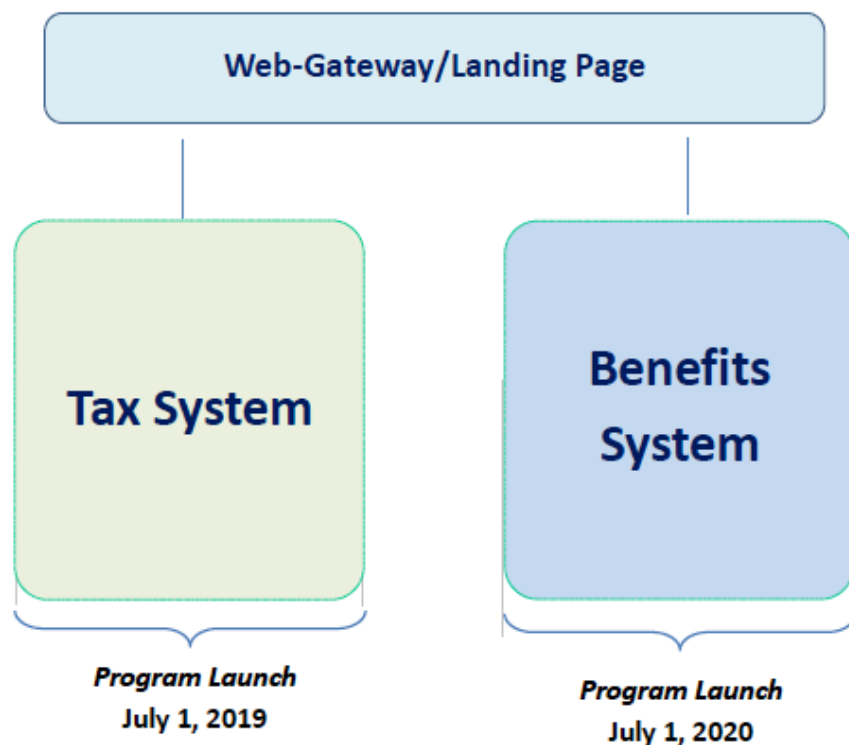 Web-Gateway/Landing Page
Tax System
Benefits
System
Program Launch
July 1, 2019
Program Launch
July 1, 2020